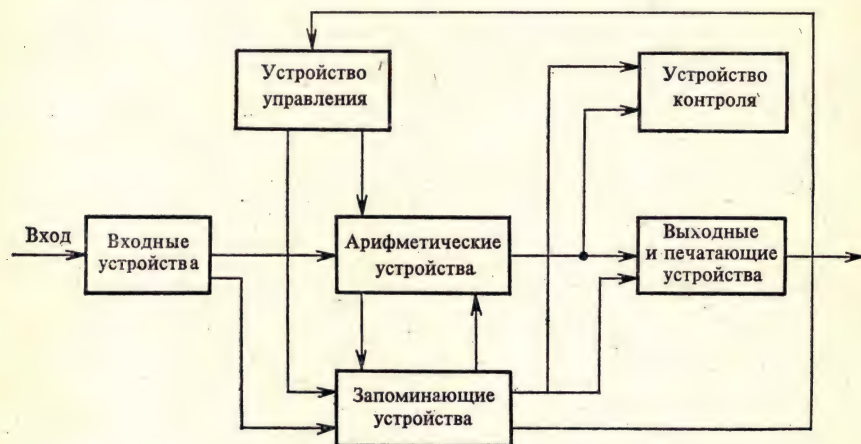 Устройство
управления
Устройство
контроля
Вход
Входные
устройства
Арифметические
устройства
Выходные
и печатающие
устройства
Запоминающие
устройства